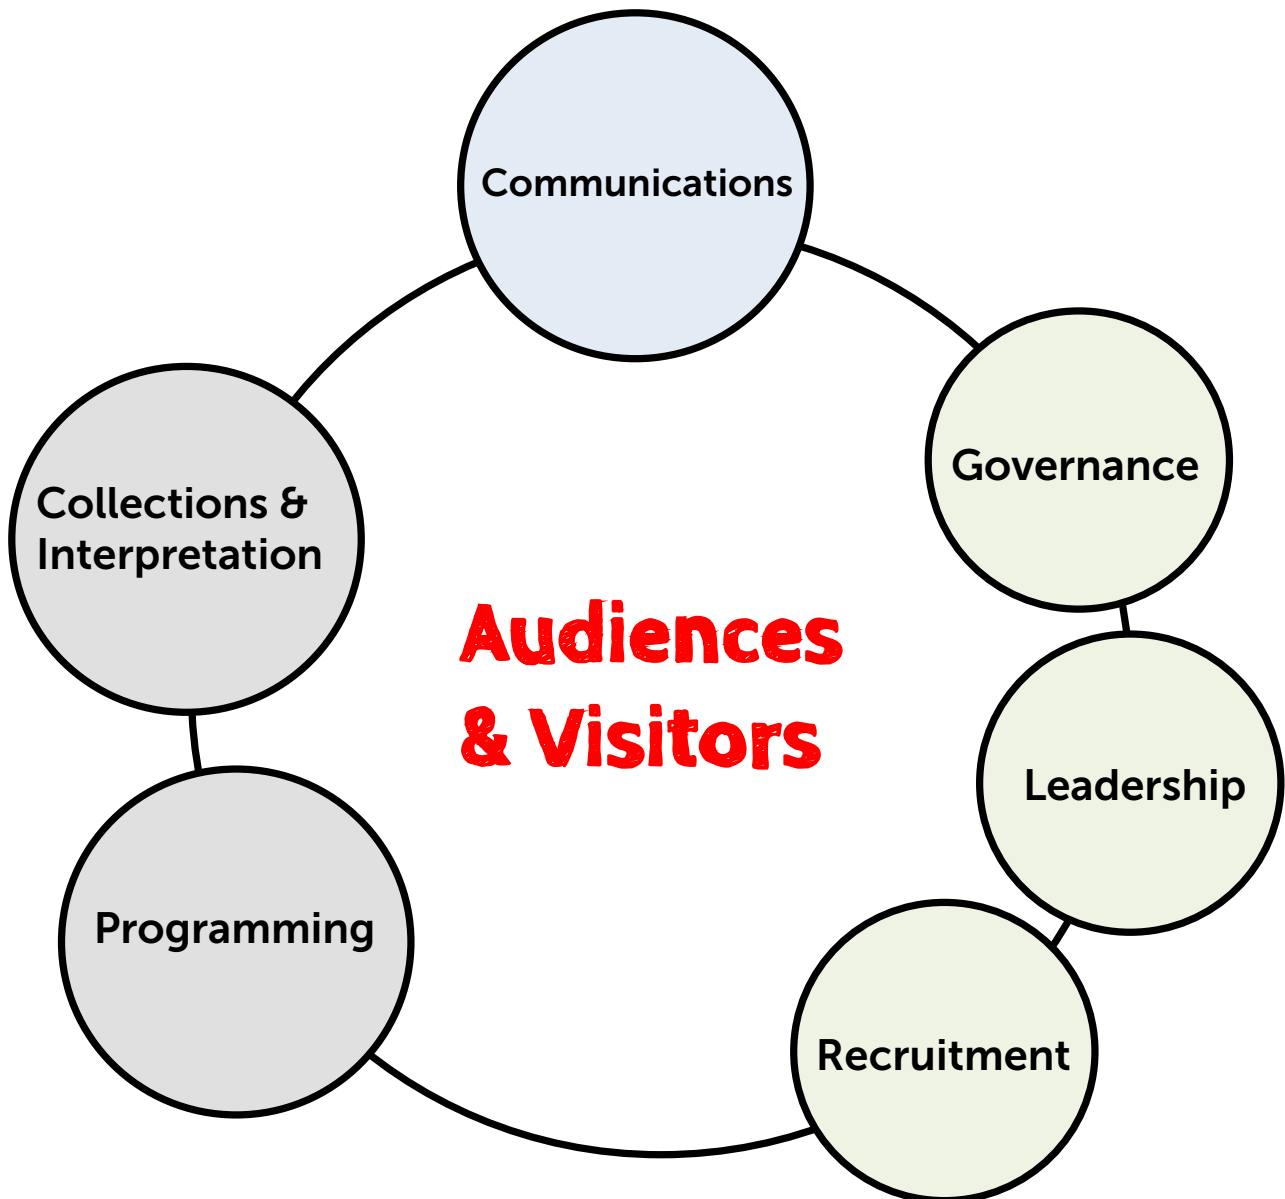 Communications
Governance
Collections &
Interpretation
Audiences
& Visitors
Leadership
Programming
Recruitment